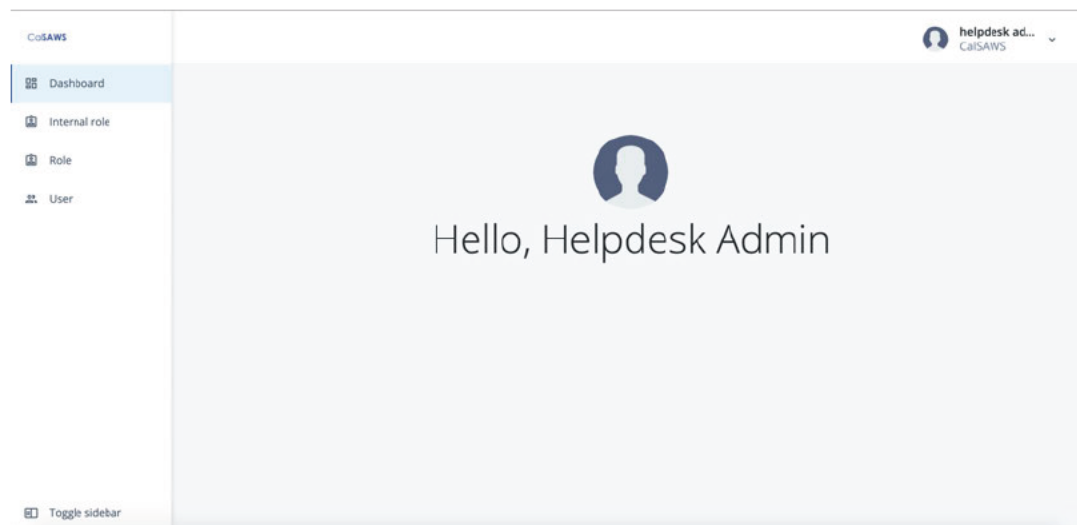 CalSAWS
helpdesk ad...
CalSAWS
Dashboard
Internal role
Role
User
Hello, Helpdesk Admin
Toggle sidebar